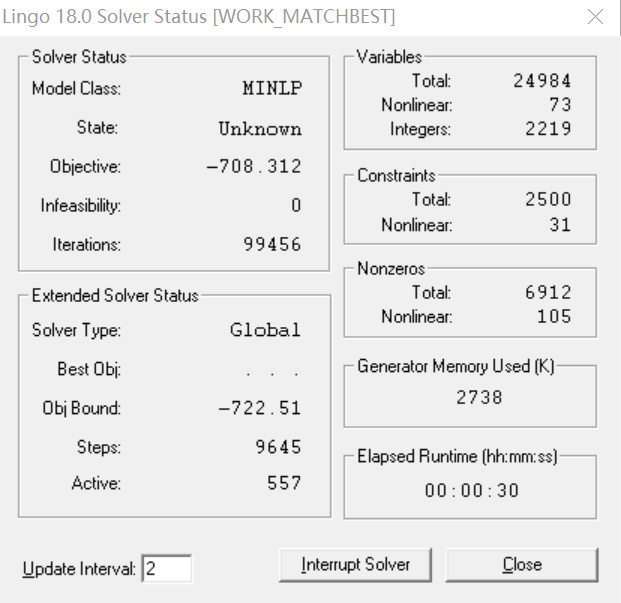 Lingo 18.0 Solver Status [WORK_MATCHBEST]
Solver Status
Model Class: MINLP
State: Unknown
Objective: -708.312
Infeasibility: 0
Iterations: 99456
Extended Solver Status
Solver Type: Global
Best Obj: . . .
Obj Bound: -722.51
Steps: 9645
Active: 557
Variables
Total: 24984
Nonlinear: 73
Integers: 2219
Constraints
Total: 2500
Nonlinear: 31
Nonzeros
Total: 6912
Nonlinear: 105
Generator Memory Used (K)
2738
Elapsed Runtime (hh:mm:ss)
00:00:30
Update Interval: 2
Interrupt Solver
Close